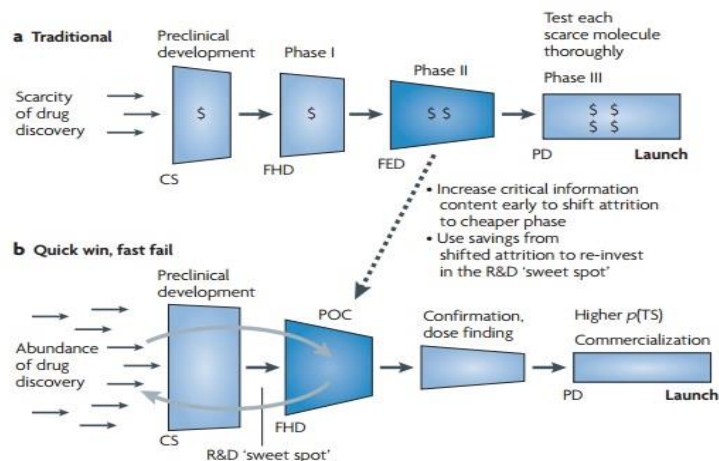 a Traditional
Preclinical
development
Phase I
Phase II
Test each
scarce molecule
thoroughly
Phase III
Scarcity
of drug
discovery
$
$
$ $
$ $
$ $
CS
FHD
FED
PD
Launch
• Increase critical information
content early to shift attrition
to cheaper phase
• Use savings from
shifted attrition to re-invest
in the R&D ‘sweet spot’
b Quick win, fast fail
Preclinical
development
POC
Confirmation,
dose finding
Higher p(TS)
Commercialization
Abundance
of drug
discovery
CS
FHD
PD
Launch
R&D ‘sweet spot’